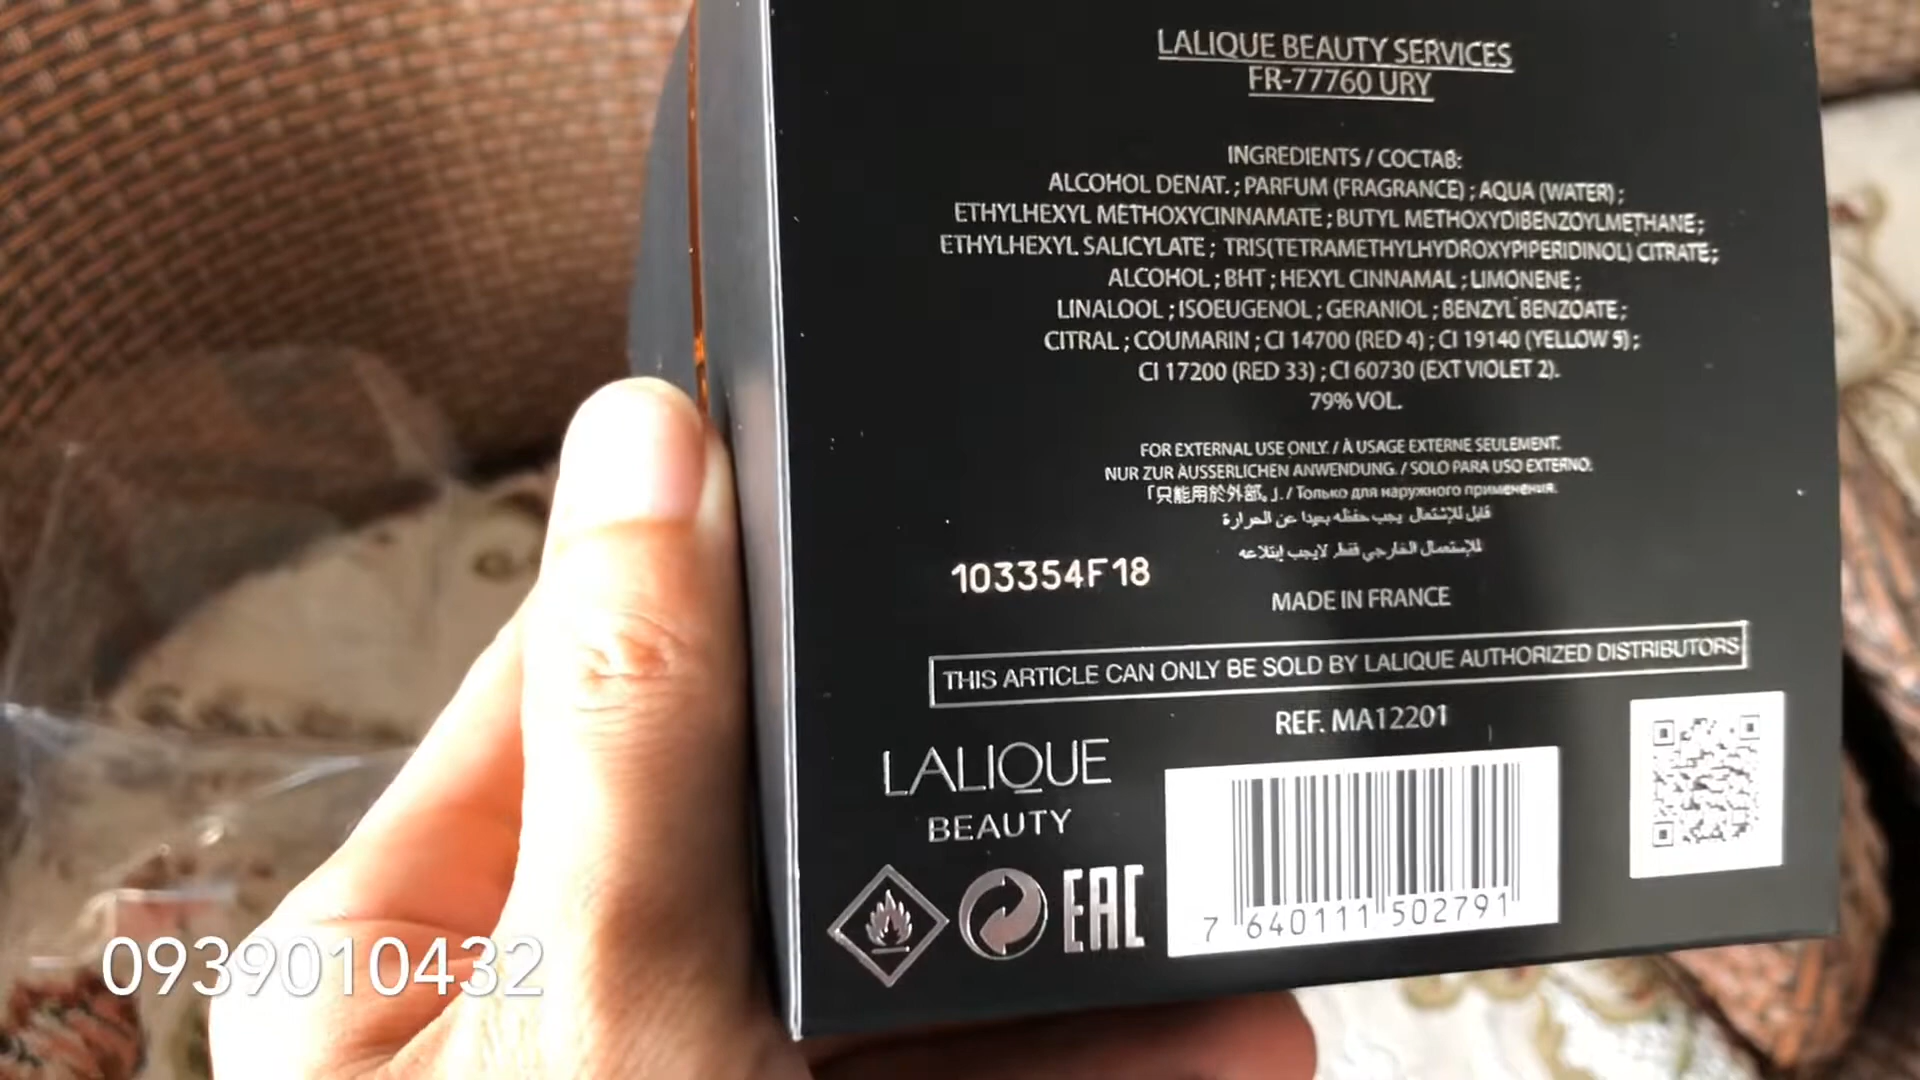 LALIQUE BEAUTY SERVICES
FR-77760 URY
INGREDIENTS / COCTAB:
ALCOHOL DENAT. ; PARFUM (FRAGRANCE) ; AQUA (WATER) ;
ETHYLHEXYL METHOXYCINNAMATE ; BUTYL METHOXYDIBENZOYLMETHANE ;
ETHYLHEXYL SALICYLATE ; TRIS(TETRAMETHYLHYDROXYPIPERIDINOL) CITRATE ;
ALCOHOL ; BHT ; HEXYL CINNAMAL ; LIMONENE ;
LINALOOL ; ISOEUGENOL ; GERANIOL ; BENZYL BENZOATE ;
CITRAL ; COUMARIN ; CI 14700 (RED 4) ; CI 19140 (YELLOW 5) ;
CI 17200 (RED 33) ; CI 60730 (EXT VIOLET 2).
79% VOL.
FOR EXTERNAL USE ONLY. / À USAGE EXTERNE SEULEMENT.
NUR ZUR ÄUSSERLICHEN ANWENDUNG. / SOLO PARA USO EXTERNO.
「只能用於外部。」. / Только для наружного применения.
قابل للإشتعال يجب حفظه بعيدا عن الحرارة
للإستعمال الخارجي فقط لايجب إبتلاعه
103354F18
MADE IN FRANCE
THIS ARTICLE CAN ONLY BE SOLD BY LALIQUE AUTHORIZED DISTRIBUTORS
REF. MA12201
LALIQUE
BEAUTY
EAC
7 640111 502791
0939010432